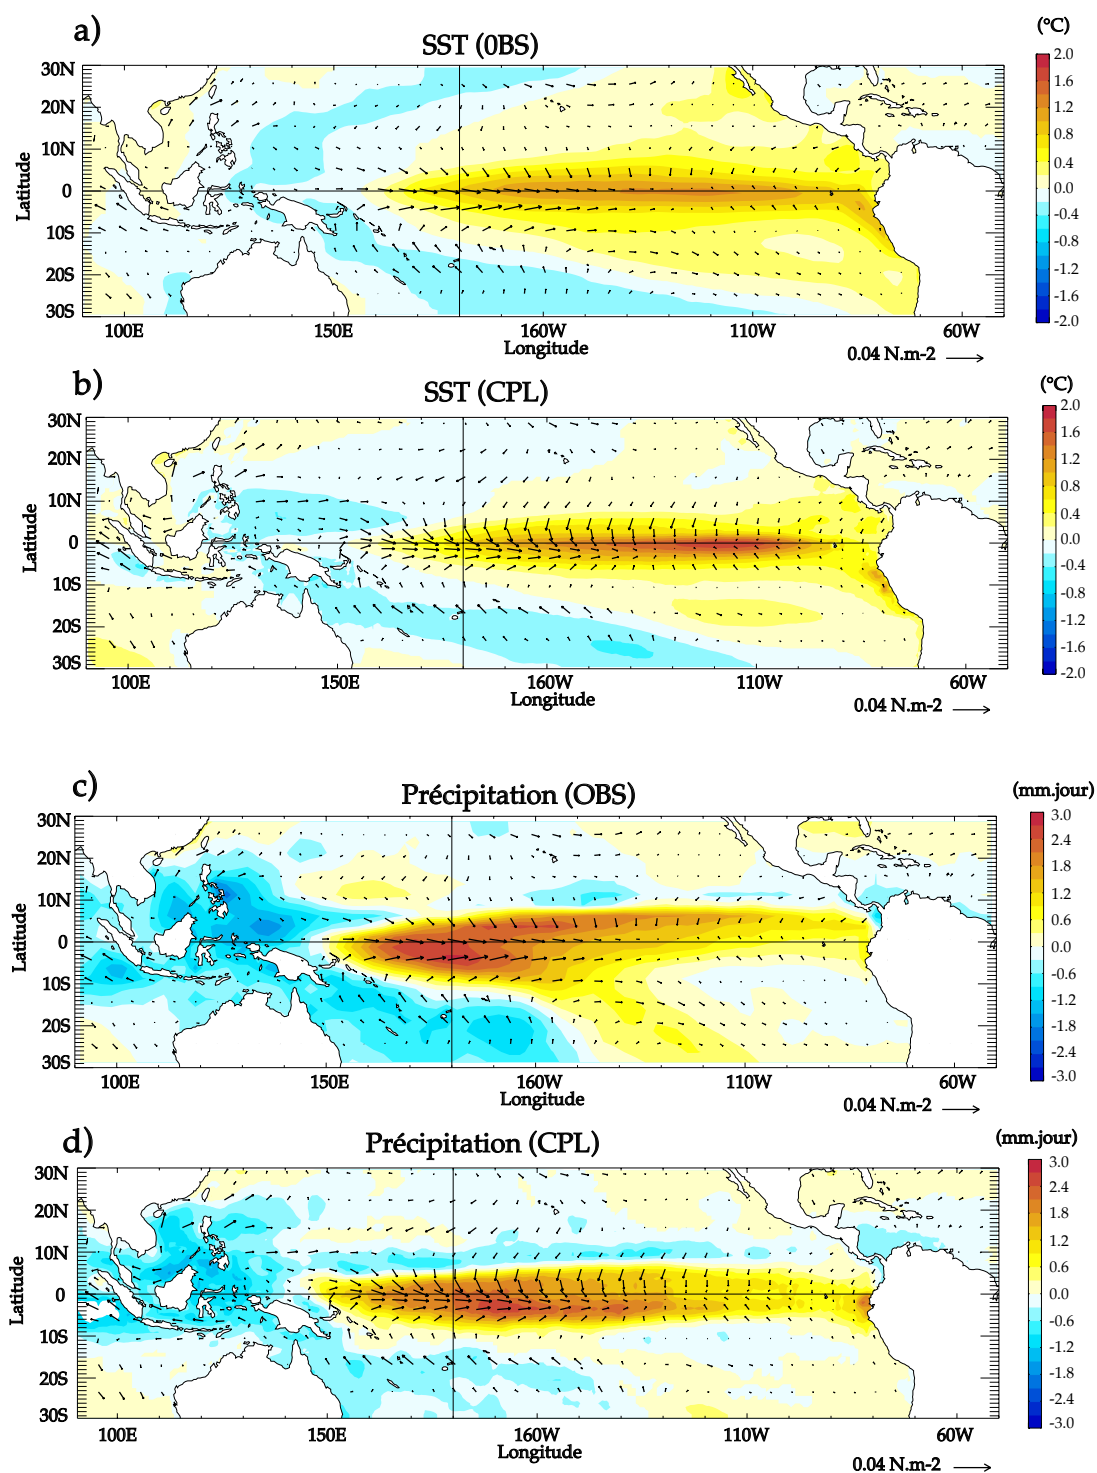 a)
SST (0BS)
(°C)
30N
20N
10N
0
10S
20S
30S
Latitude
100E 150E 160W 110W 60W
Longitude
0.04 N.m-2
2.0
1.6
1.2
0.8
0.4
0.0
-0.4
-0.8
-1.2
-1.6
-2.0
b)
SST (CPL)
(°C)
30N
20N
10N
0
10S
20S
30S
Latitude
100E 150E 160W 110W 60W
Longitude
0.04 N.m-2
2.0
1.6
1.2
0.8
0.4
0.0
-0.4
-0.8
-1.2
-1.6
-2.0
c)
Précipitation (OBS)
(mm.jour)
30N
20N
10N
0
10S
20S
30S
Latitude
100E 150E 160W 110W 60W
Longitude
0.04 N.m-2
3.0
2.4
1.8
1.2
0.6
0.0
-0.6
-1.2
-1.8
-2.4
-3.0
d)
Précipitation (CPL)
(mm.jour)
30N
20N
10N
0
10S
20S
30S
Latitude
100E 150E 160W 110W 60W
Longitude
0.04 N.m-2
3.0
2.4
1.8
1.2
0.6
0.0
-0.6
-1.2
-1.8
-2.4
-3.0